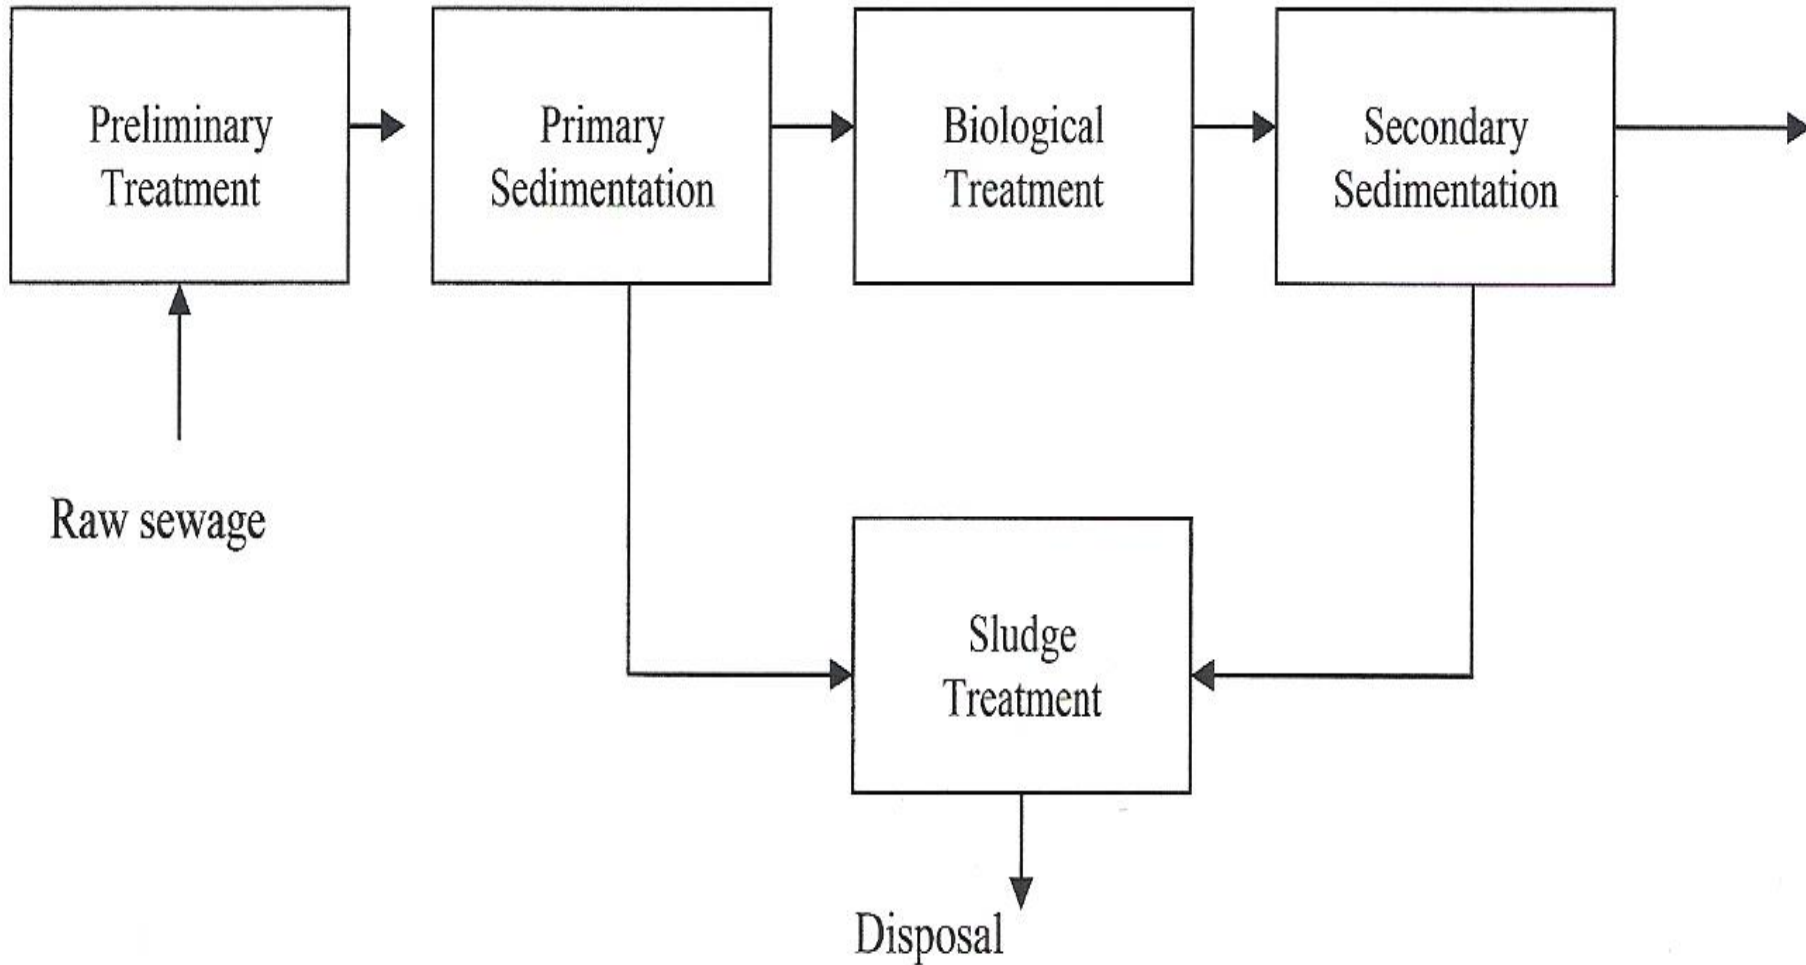 Preliminary
Treatment
Primary
Sedimentation
Biological
Treatment
Secondary
Sedimentation
Raw sewage
Sludge
Treatment
Disposal